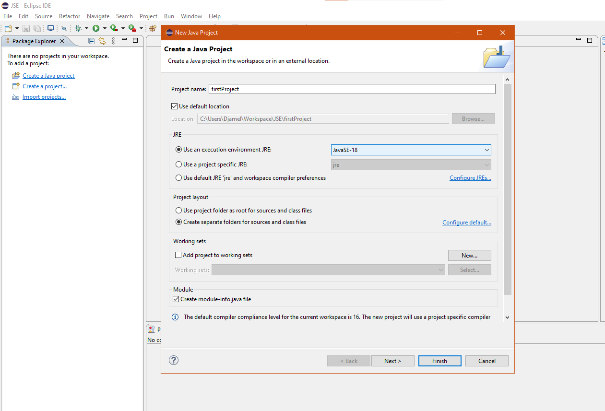 JSE - Eclipse IDE
File Edit Source Refactor Navigate Search Project Run Window Help
Package Explorer
There are no projects in your workspace.
To add a project:
Create a Java project
Create a project...
Import projects...
New Java Project
Create a Java Project
Create a Java project in the workspace or in an external location.
Project name: firstProject
Use default location
Location: C:\Users\Djamel\Workspace\JSE\firstProject Browse...
JRE
Use an execution environment JRE: JavaSE-18
Use a project specific JRE: jre
Use default JRE 'jre' and workspace compiler preferences Configure JREs...
Project layout
Use project folder as root for sources and class files
Create separate folders for sources and class files Configure default...
Working sets
Add project to working sets New...
Working sets: Select...
Module
Create module-info.java file
The default compiler compliance level for the current workspace is 16. The new project will use a project specific compiler
< Back Next > Finish Cancel